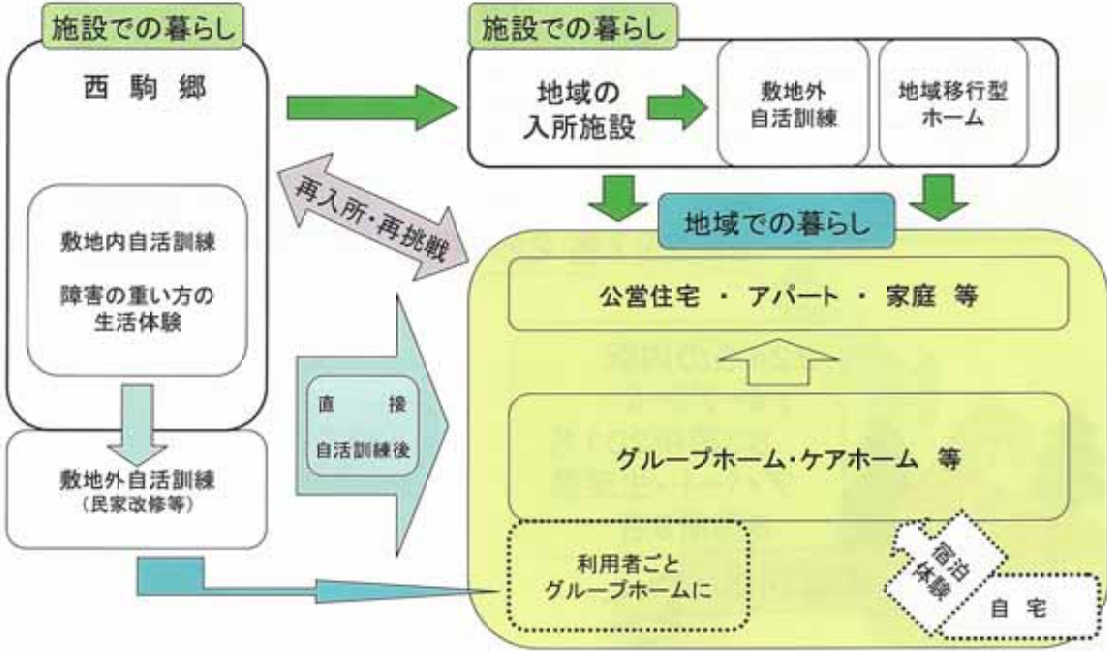 施設での暮らし
西駒郷
敷地内自活訓練
障害の重い方の
生活体験
敷地外自活訓練
(民家改修等)
施設での暮らし
地域の
入所施設
敷地外
自活訓練
地域移行型
ホーム
再入所・再挑戦
地域での暮らし
公営住宅 ・ アパート ・ 家庭 等
直 接
自活訓練後
グループホーム・ケアホーム 等
利用者ごと
グループホームに
宿泊
体験
自 宅